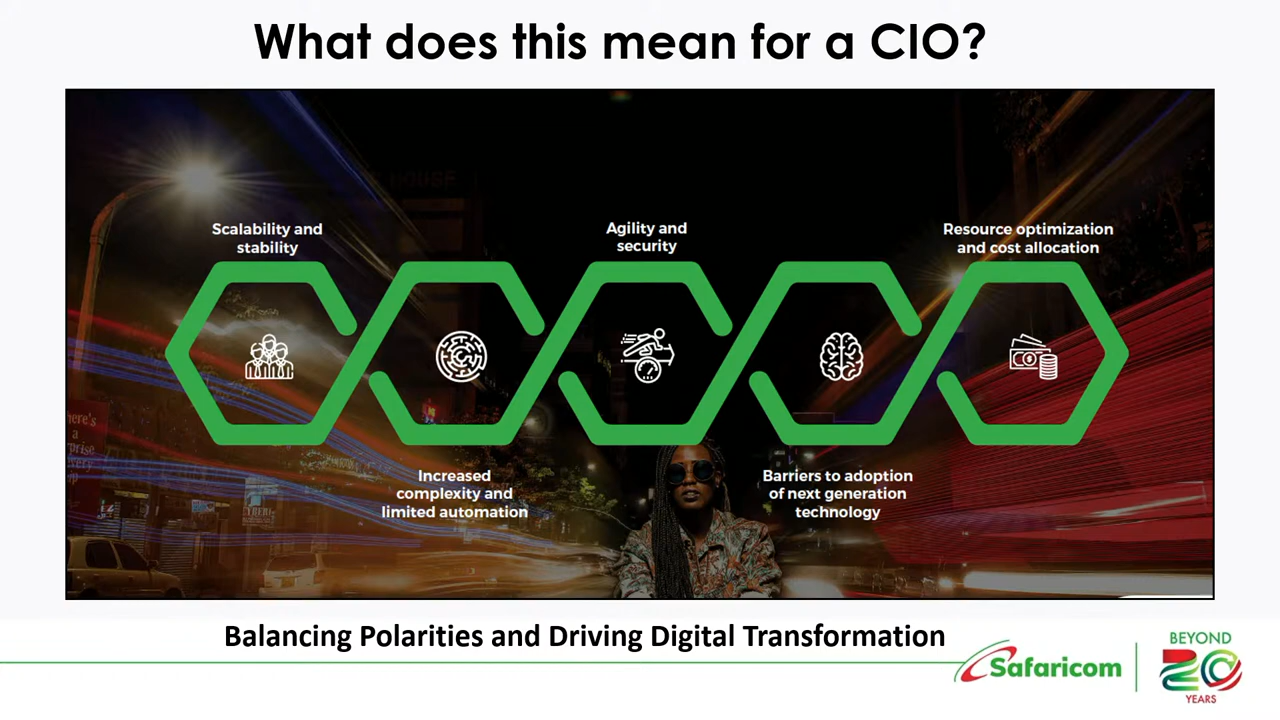 What does this mean for a CIO?
Scalability and
stability
Agility and
security
Resource optimization
and cost allocation
Increased
complexity and
limited automation
Barriers to adoption
of next generation
technology
Balancing Polarities and Driving Digital Transformation
Safaricom
BEYOND
20
YEARS